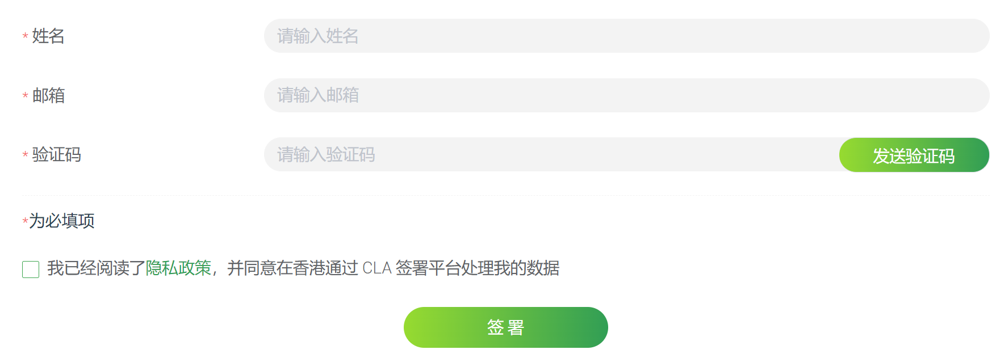 * 姓名 请输入姓名
* 邮箱 请输入邮箱
* 验证码 请输入验证码 发送验证码
*为必填项
我已经阅读了隐私政策，并同意在香港通过 CLA 签署平台处理我的数据
签署